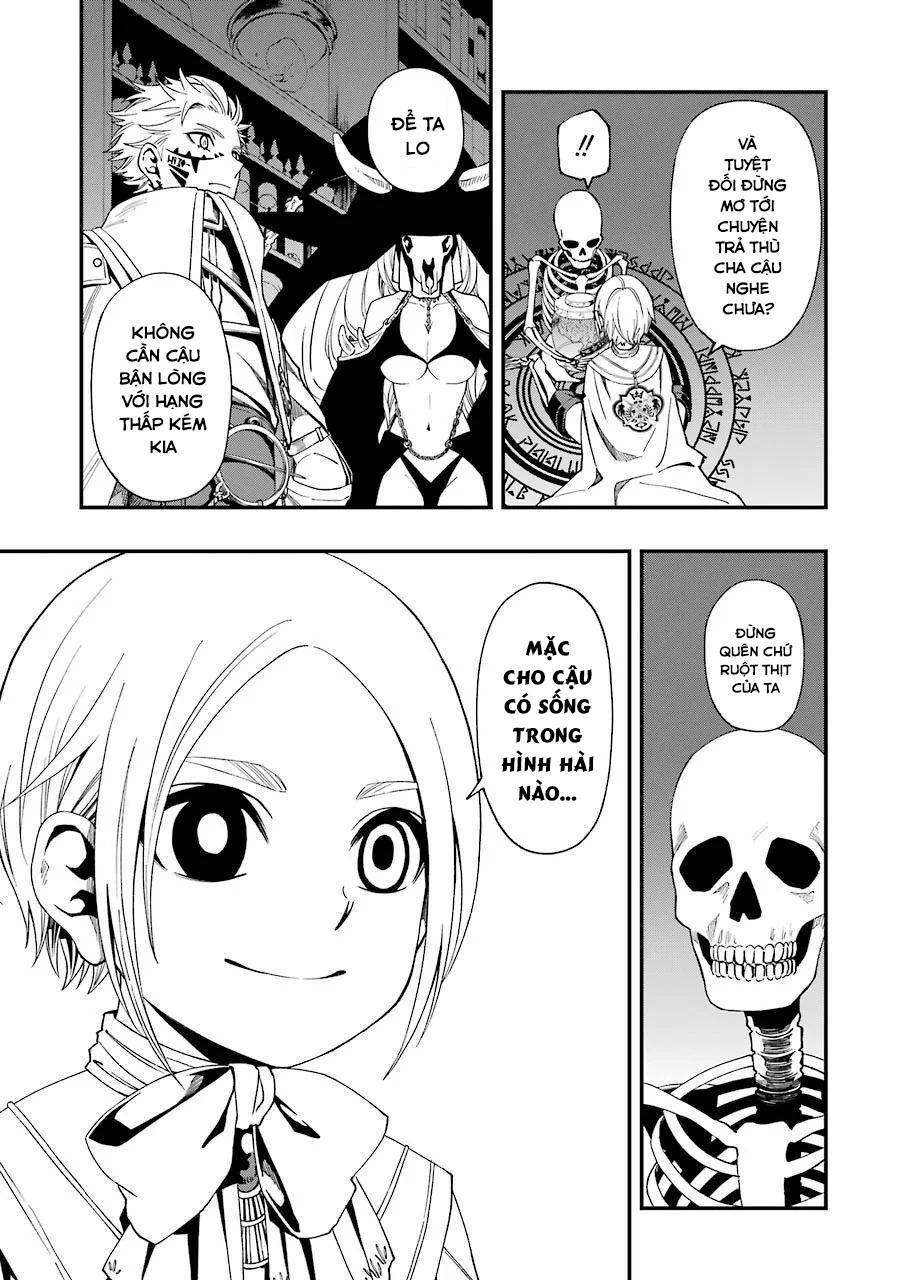 VÀ
TUYỆT
ĐỐI ĐỪNG
MƠ TỚI
CHUYỆN
TRẢ THÙ
CHA CẬU
NGHE
CHƯA?
!!
ĐỂ TA
LO
KHÔNG
CẦN CẬU
BẬN LÒNG
VỚI HẠNG
THẤP KÉM
KIA
ĐỪNG
QUÊN CHỨ
RUỘT THỊT
CỦA TA
MẶC
CHO CẬU
CÓ SỐNG
TRONG
HÌNH HÀI
NÀO...